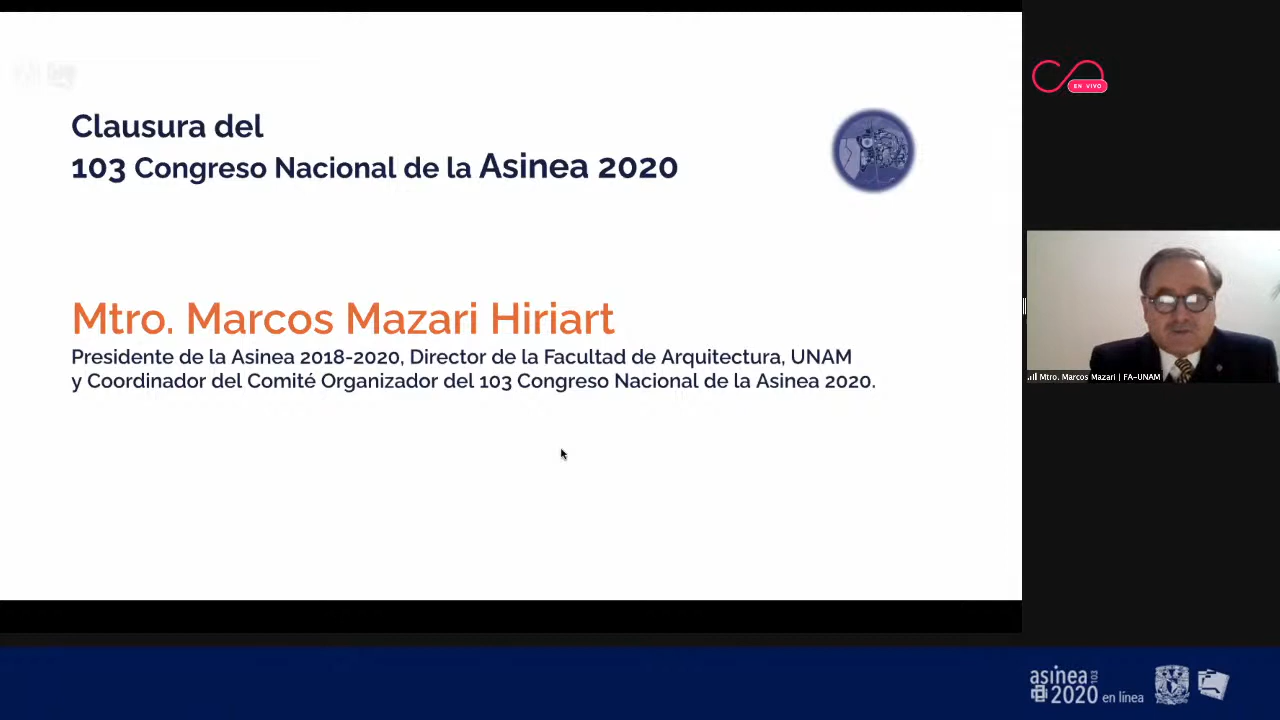 Clausura del
103 Congreso Nacional de la Asinea 2020
Mtro. Marcos Mazari Hiriart
Presidente de la Asinea 2018-2020, Director de la Facultad de Arquitectura, UNAM
y Coordinador del Comité Organizador del 103 Congreso Nacional de la Asinea 2020.
EN VIVO
Mtro. Marcos Mazari | FA-UNAM
asinea 103
2020 en línea